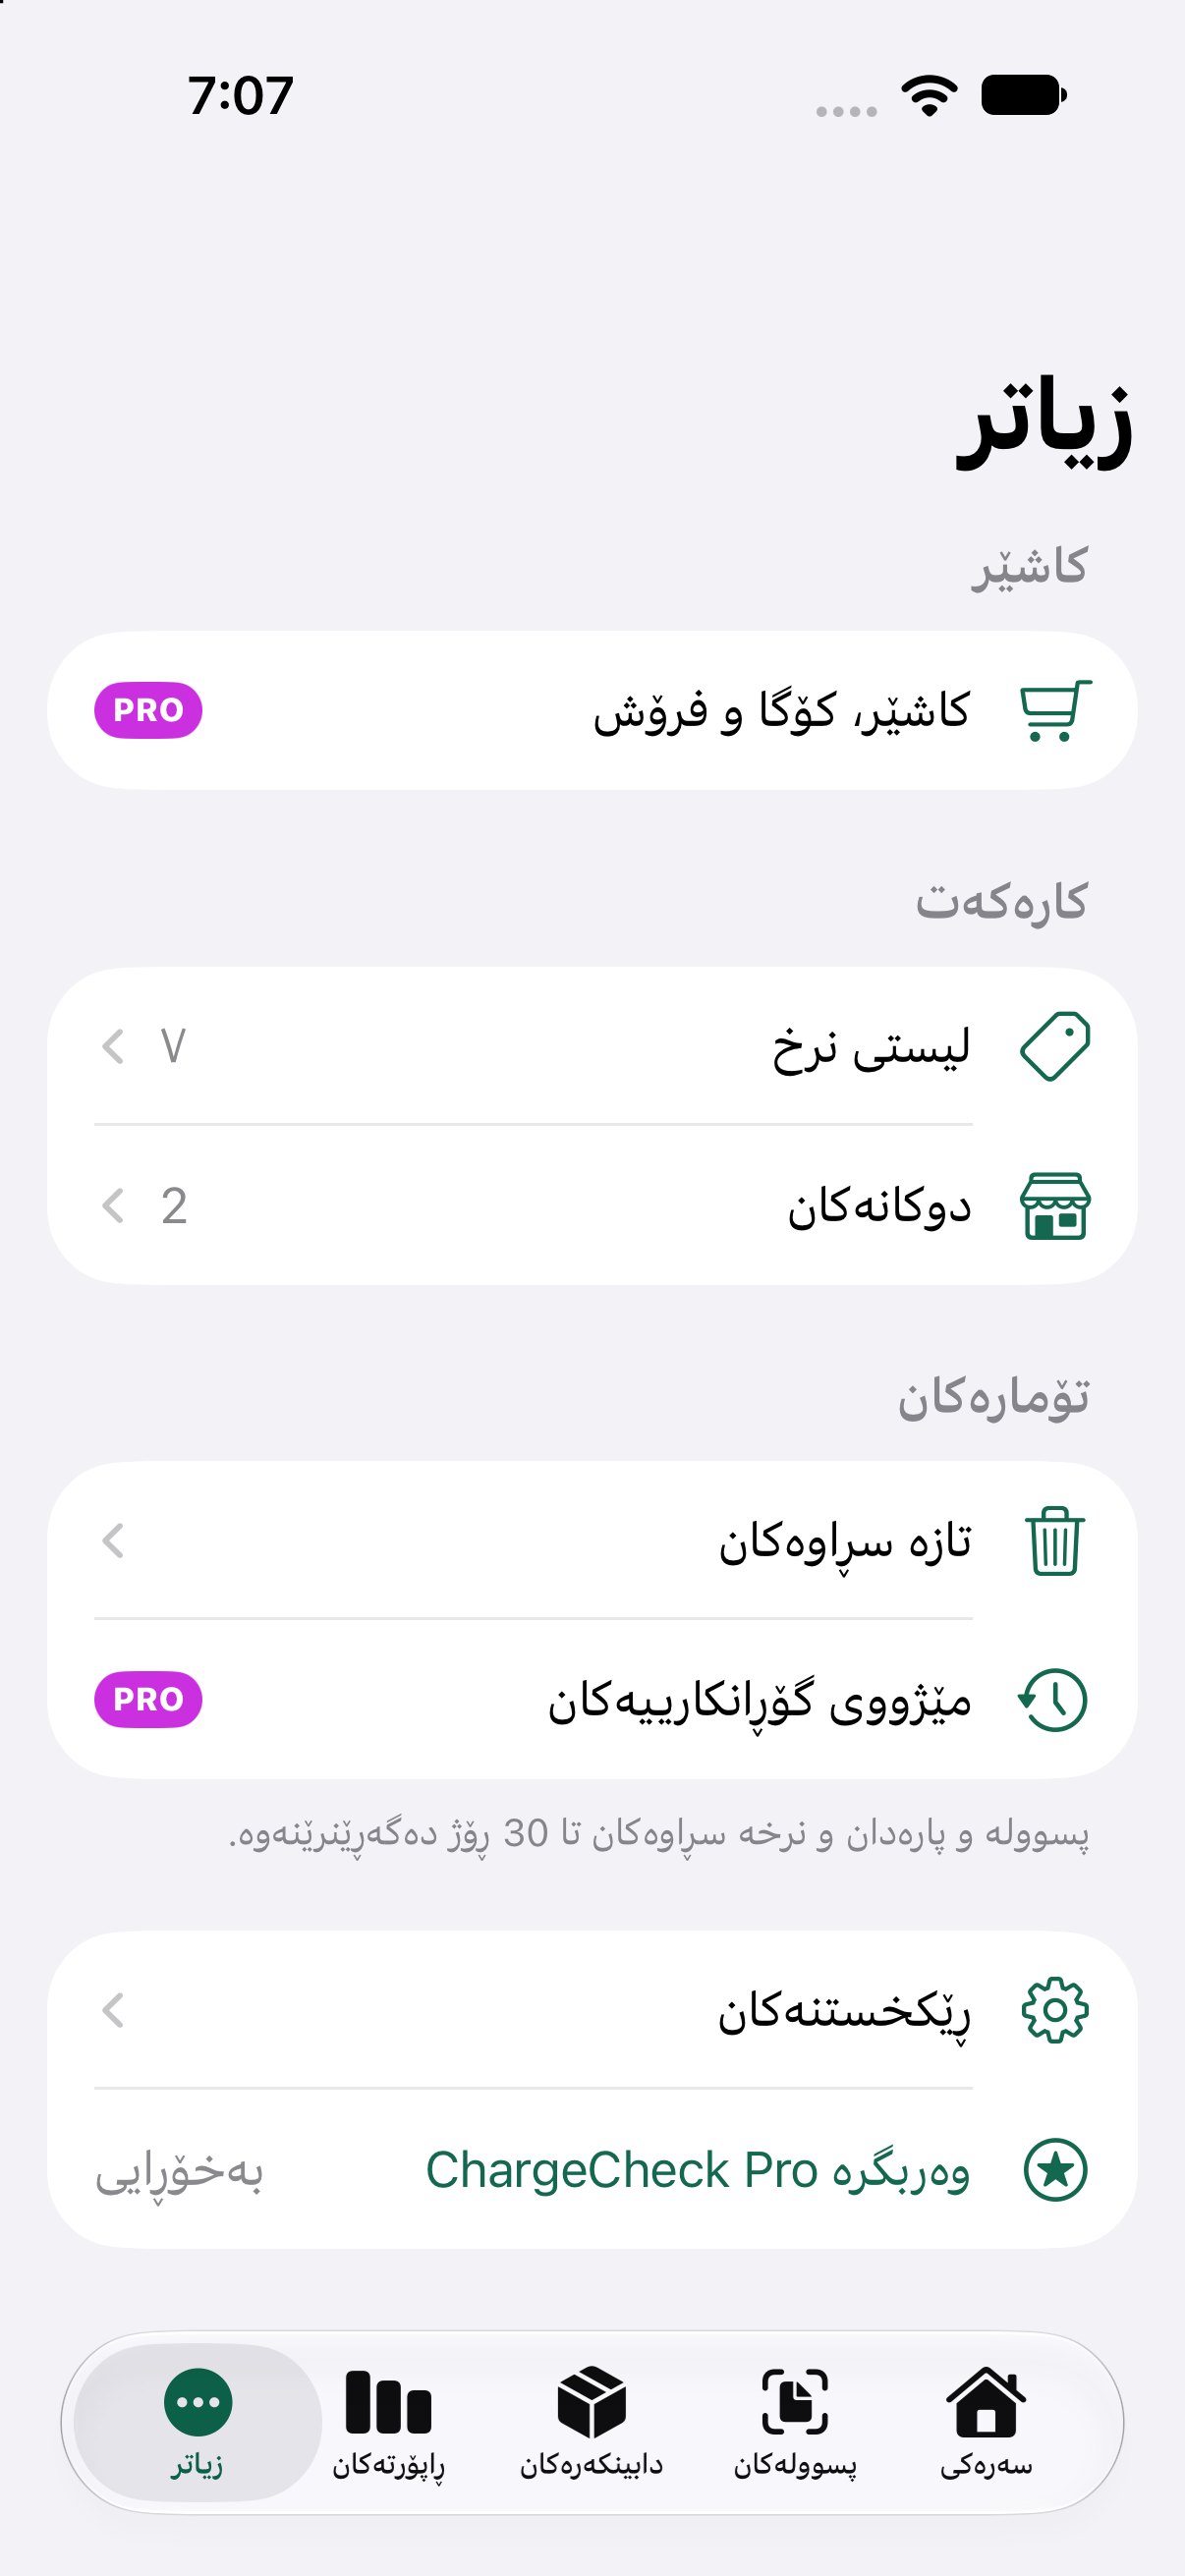 7:07
زیاتر
کاشێر
کاشێر، کۆگا و فرۆش
PRO
کارەکەت
لیستی نرخ
٧
دوکانەکان
2
تۆمارەکان
تازە سڕاوەکان
مێژووی گۆڕانکارییەکان
PRO
پسوولە و پارەدان و نرخە سڕاوەکان تا 30 ڕۆژ دەگەڕێنرێنەوە.
ڕێکخستنەکان
وەربگرە ChargeCheck Pro
بەخۆڕایی
سەرەکی
پسوولەکان
دابینکەرەکان
ڕاپۆرتەکان
زیاتر